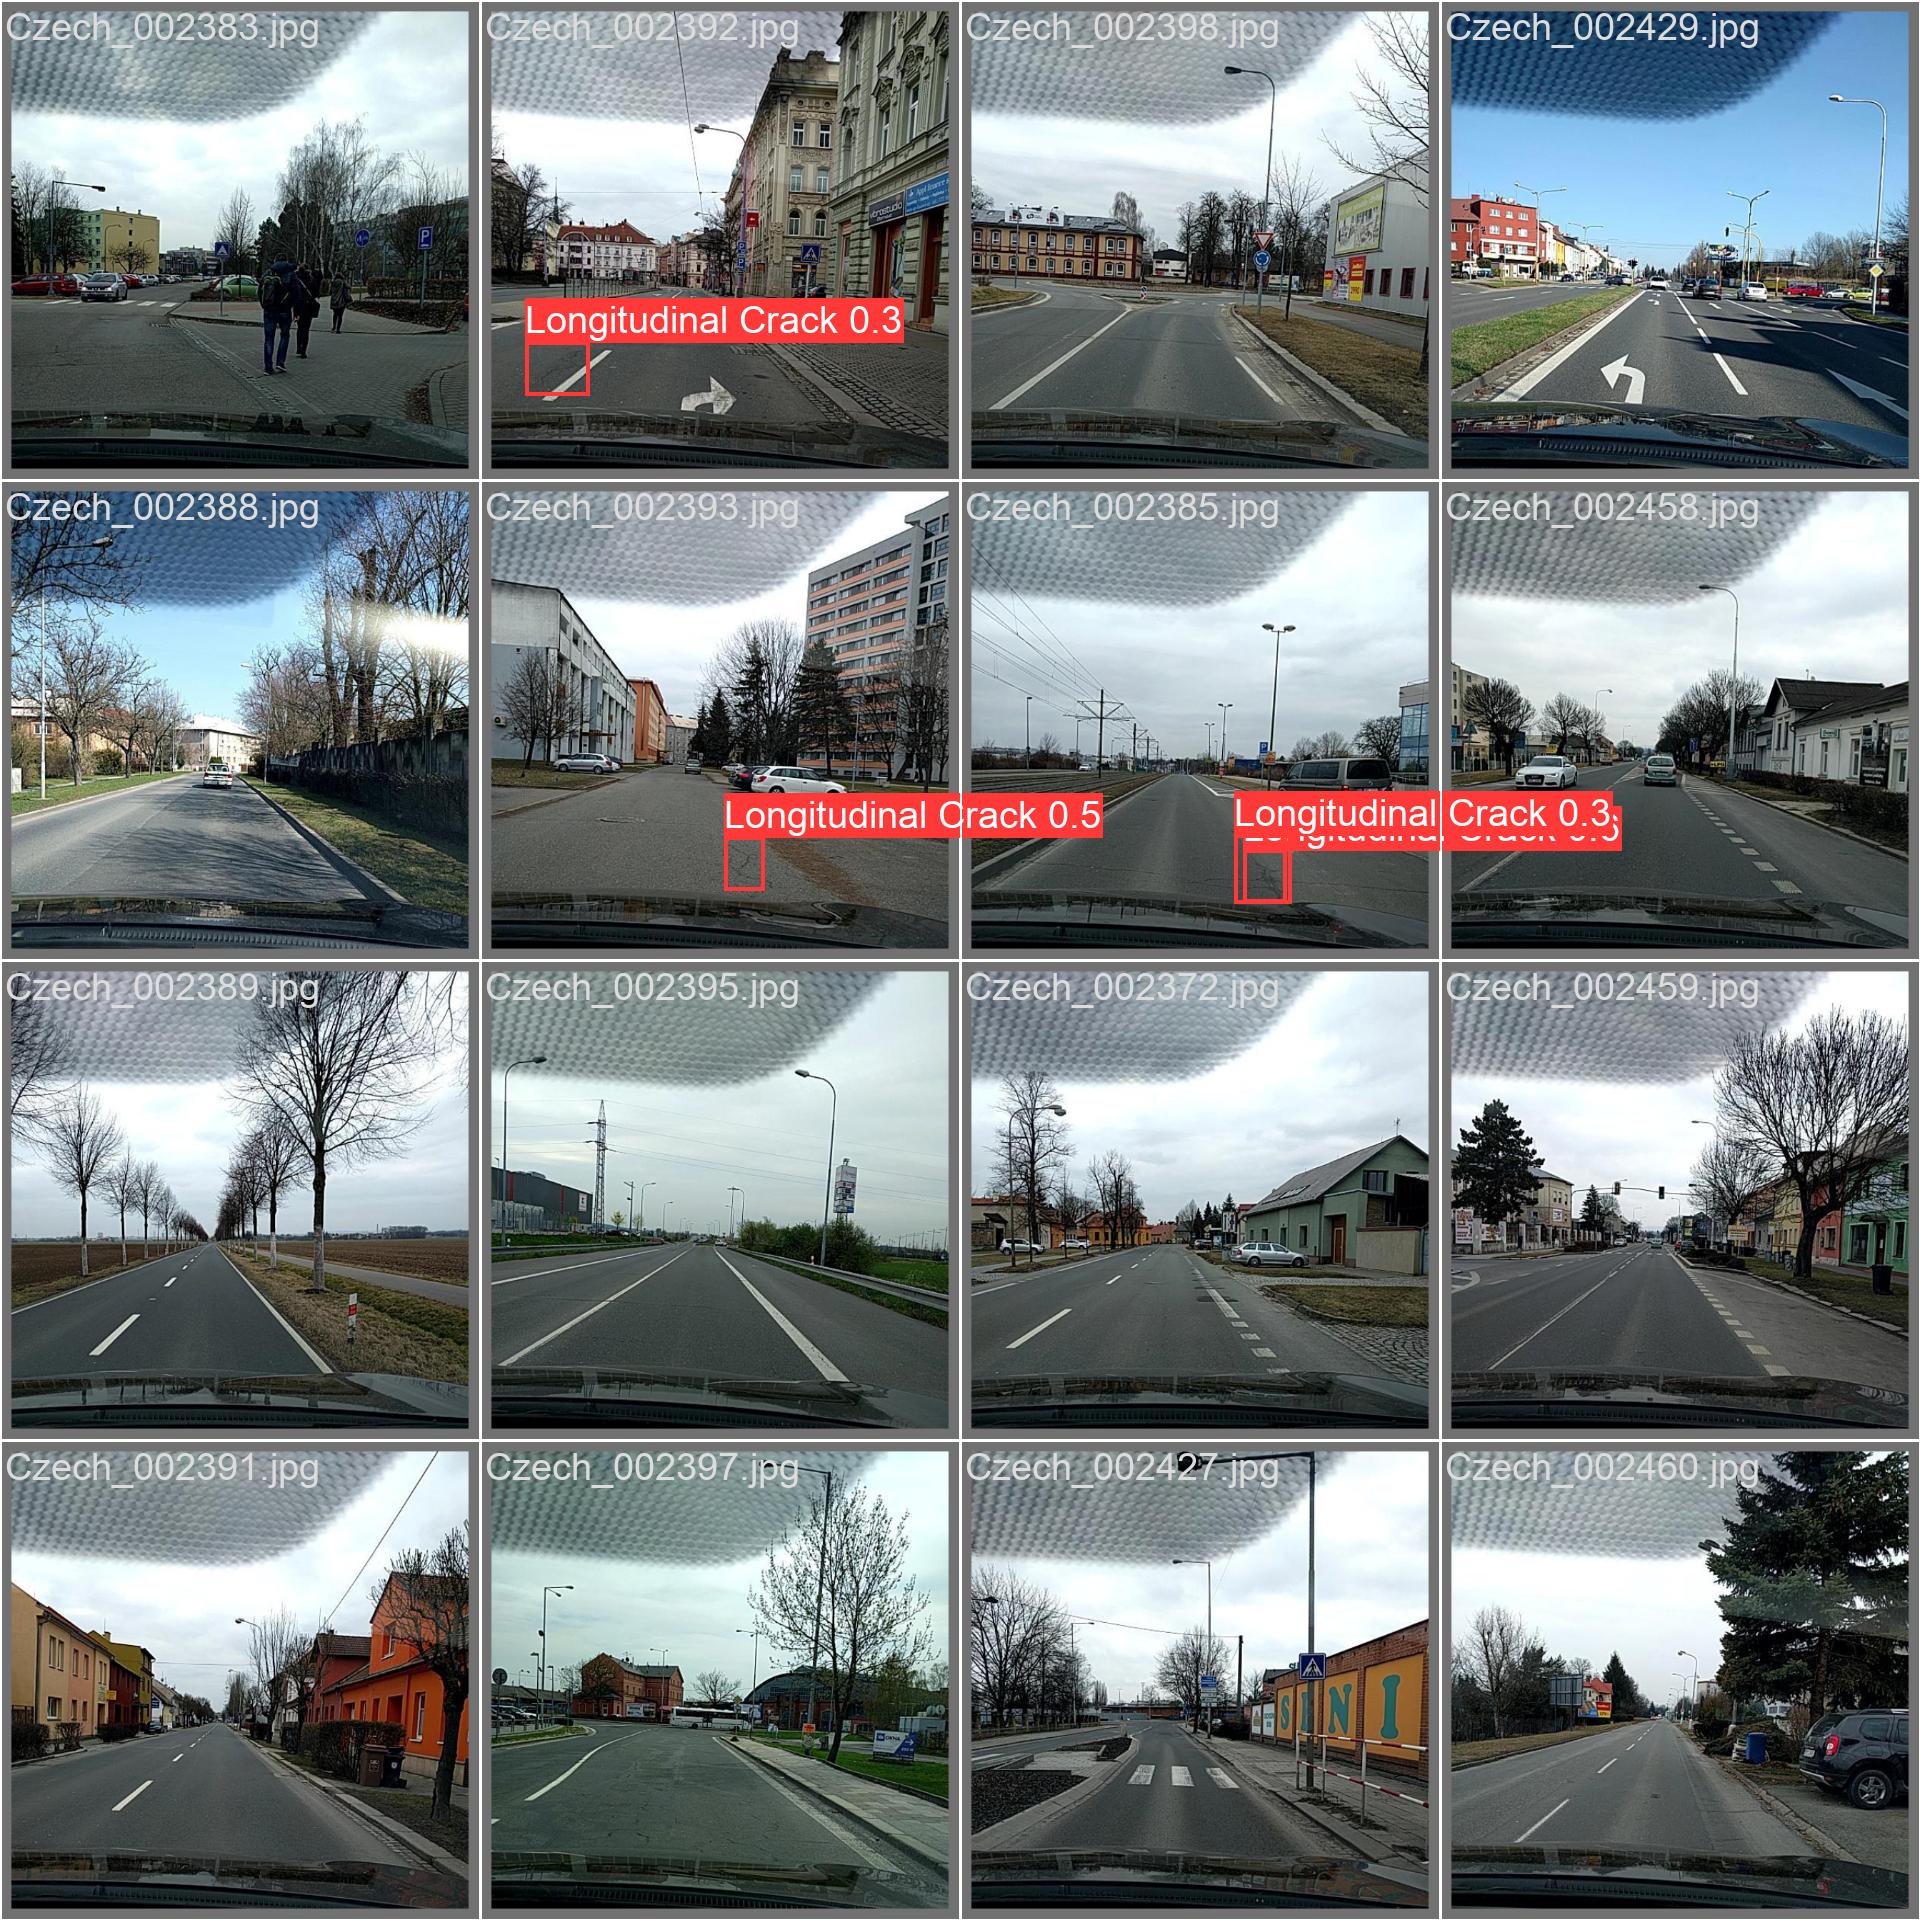 Czech_002383.jpg
Czech_002392.jpg
Czech_002398.jpg
Czech_002429.jpg
Longitudinal Crack 0.3
Czech_002388.jpg
Czech_002393.jpg
Czech_002385.jpg
Czech_002458.jpg
Longitudinal Crack 0.5
Longitudinal Crack 0.3
Czech_002389.jpg
Czech_002395.jpg
Czech_002372.jpg
Czech_002459.jpg
Czech_002391.jpg
Czech_002397.jpg
Czech_002427.jpg
Czech_002460.jpg
P
P
S
N I